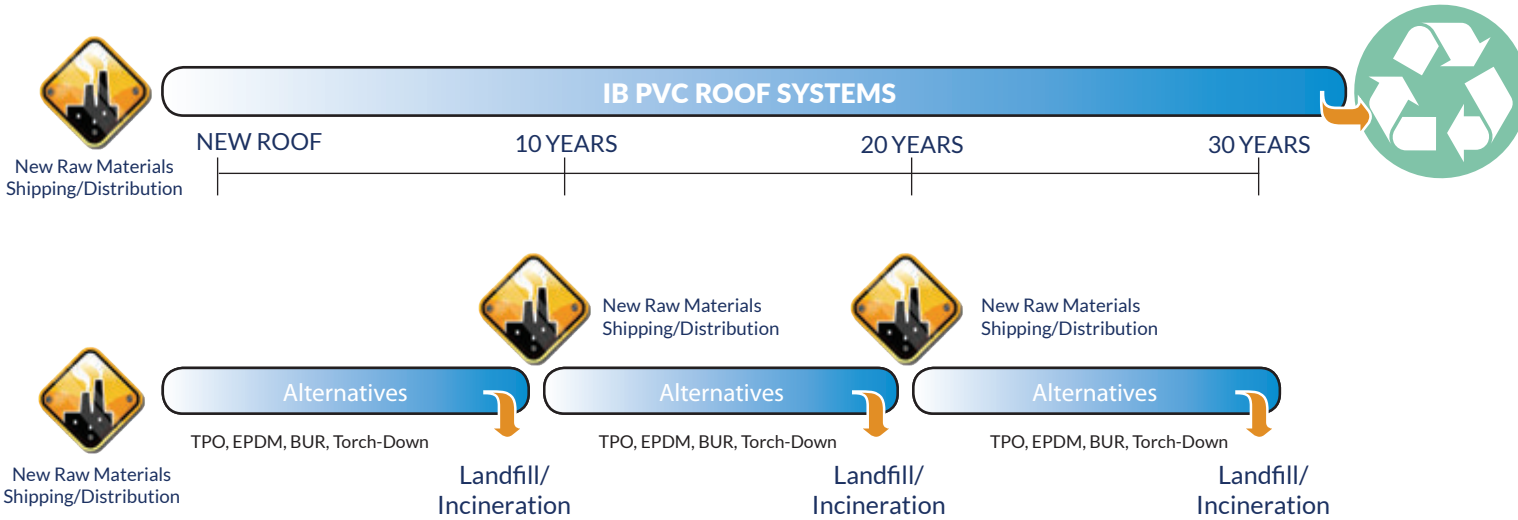 IB PVC ROOF SYSTEMS
NEW ROOF
10 YEARS
20 YEARS
30 YEARS
New Raw Materials
Shipping/Distribution
New Raw Materials
Shipping/Distribution
New Raw Materials
Shipping/Distribution
Alternatives
Alternatives
Alternatives
TPO, EPDM, BUR, Torch-Down
TPO, EPDM, BUR, Torch-Down
TPO, EPDM, BUR, Torch-Down
New Raw Materials
Shipping/Distribution
Landfill/
Incineration
Landfill/
Incineration
Landfill/
Incineration